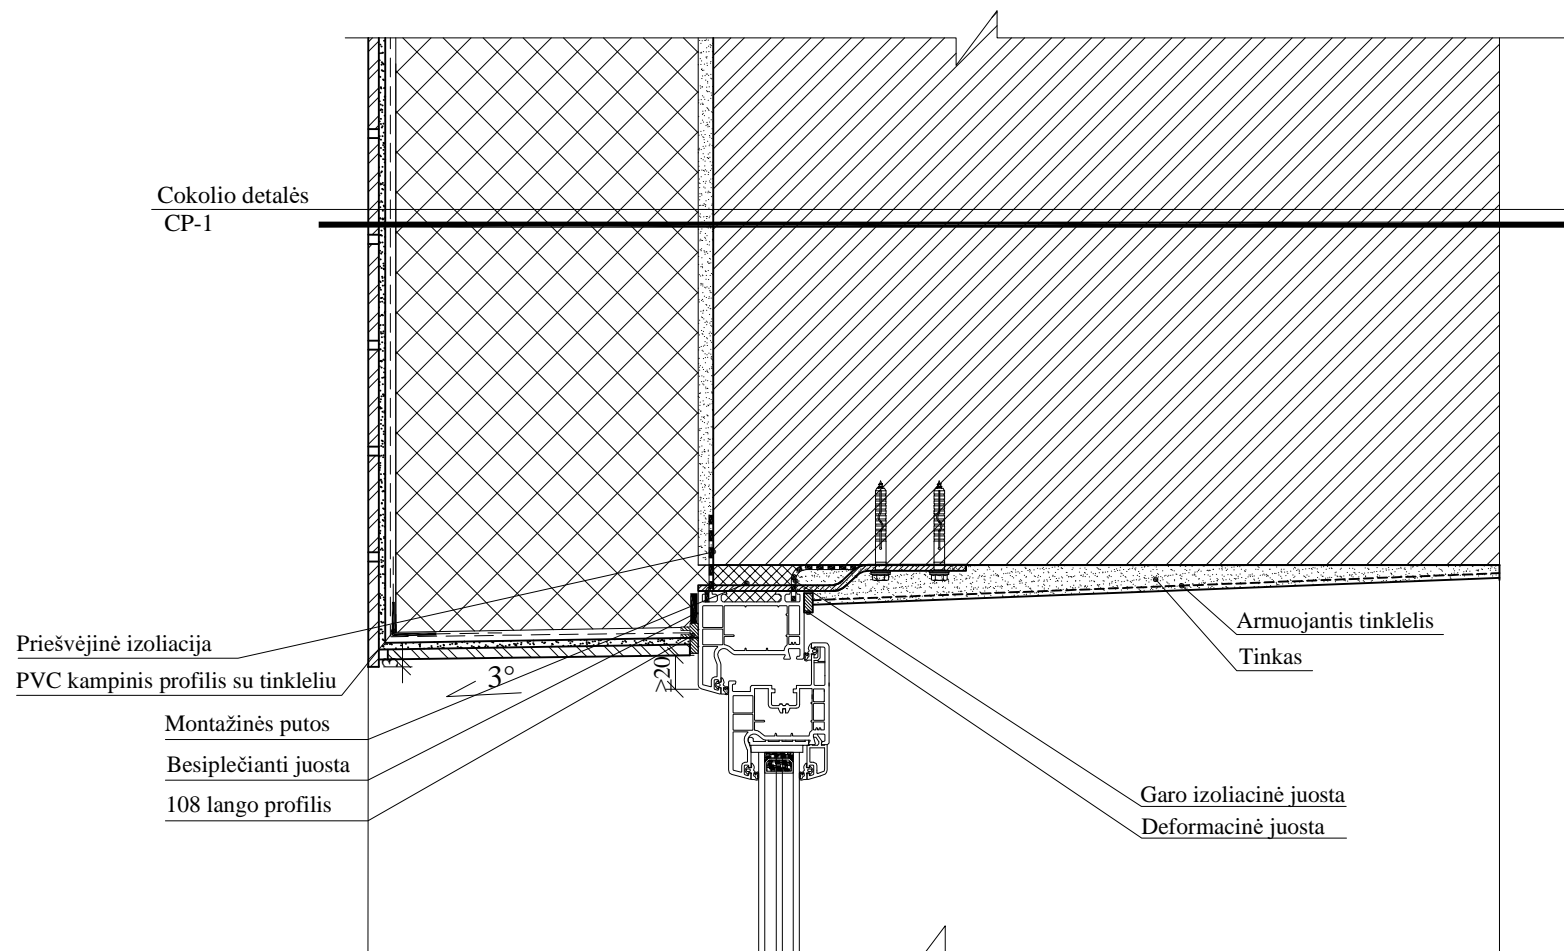 Cokolio detalės
CP-1
Priešvėjinė izoliacija
PVC kampinis profilis su tinkleliu
3
3°
>20
Montažinės putos
Besiplečianti juosta
108 lango profilis
Armuojantis tinklelis
Tinkas
Garo izoliacinė juosta
Deformacinė juosta